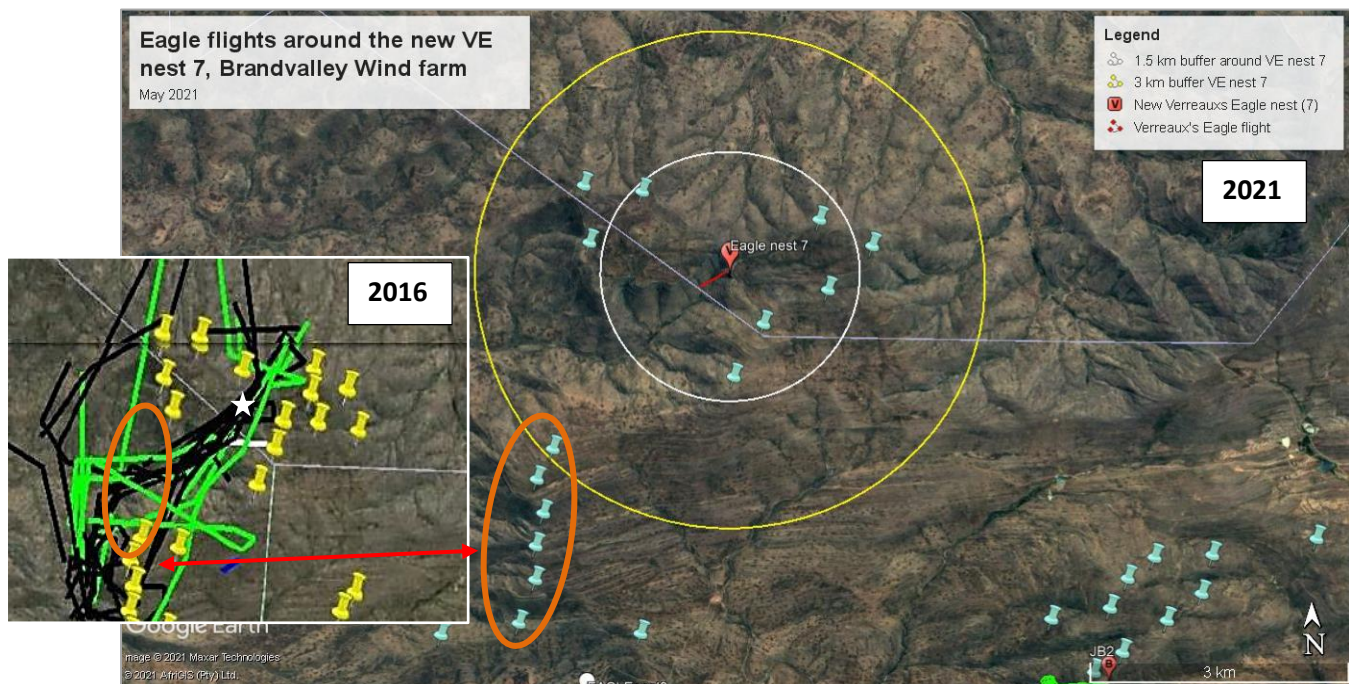 Eagle flights around the new VE
nest 7, Brandvalley Wind farm
May 2021
Legend
1.5 km buffer around VE nest 7
3 km buffer VE nest 7
V New Verreauxs Eagle nest (7)
Verreaux's Eagle flight
2021
Eagle nest 7
2016
Google Earth
mage © 2021 Maxar Technologies
© 2021 AfriGIS (Pty) Ltd.
JB2
B
3 km
N